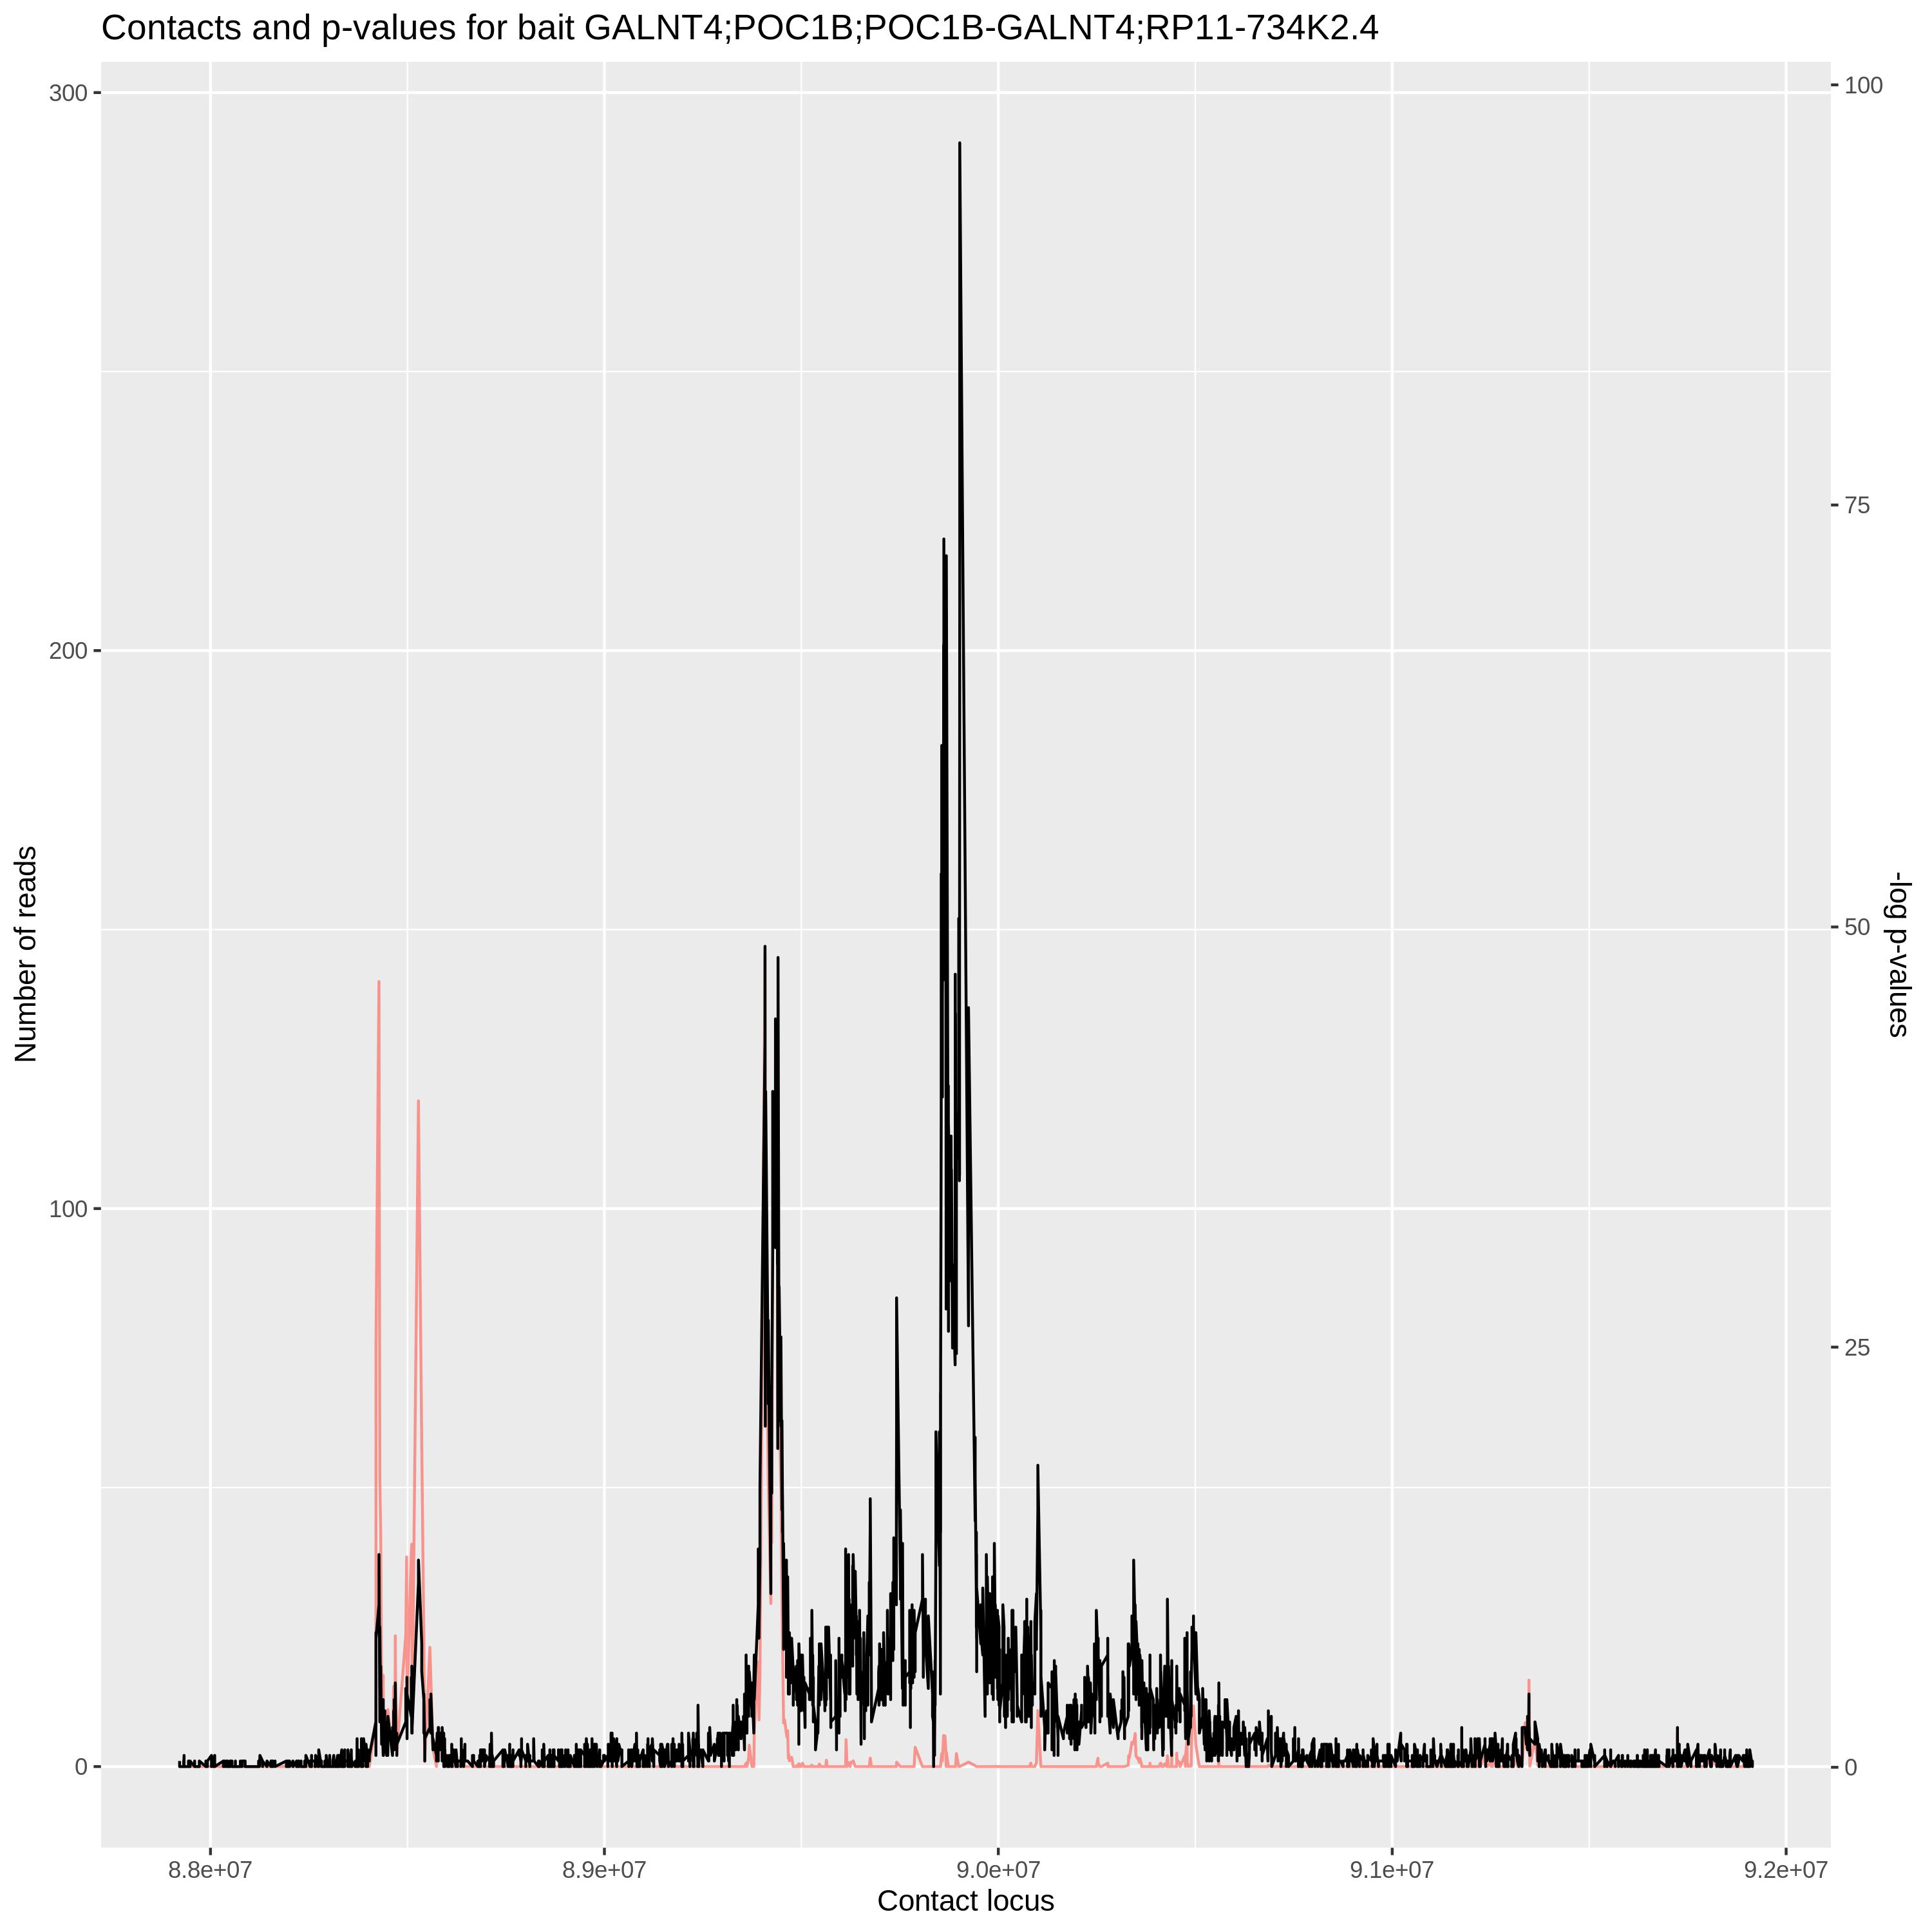 Contacts and p-values for bait GALNT4;POC1B;POC1B-GALNT4;RP11-734K2.4
300
200
100
0
Number of reads
100
75
50
25
0
-log p-values
8.8e+07
8.9e+07
9.0e+07
9.1e+07
9.2e+07
Contact locus